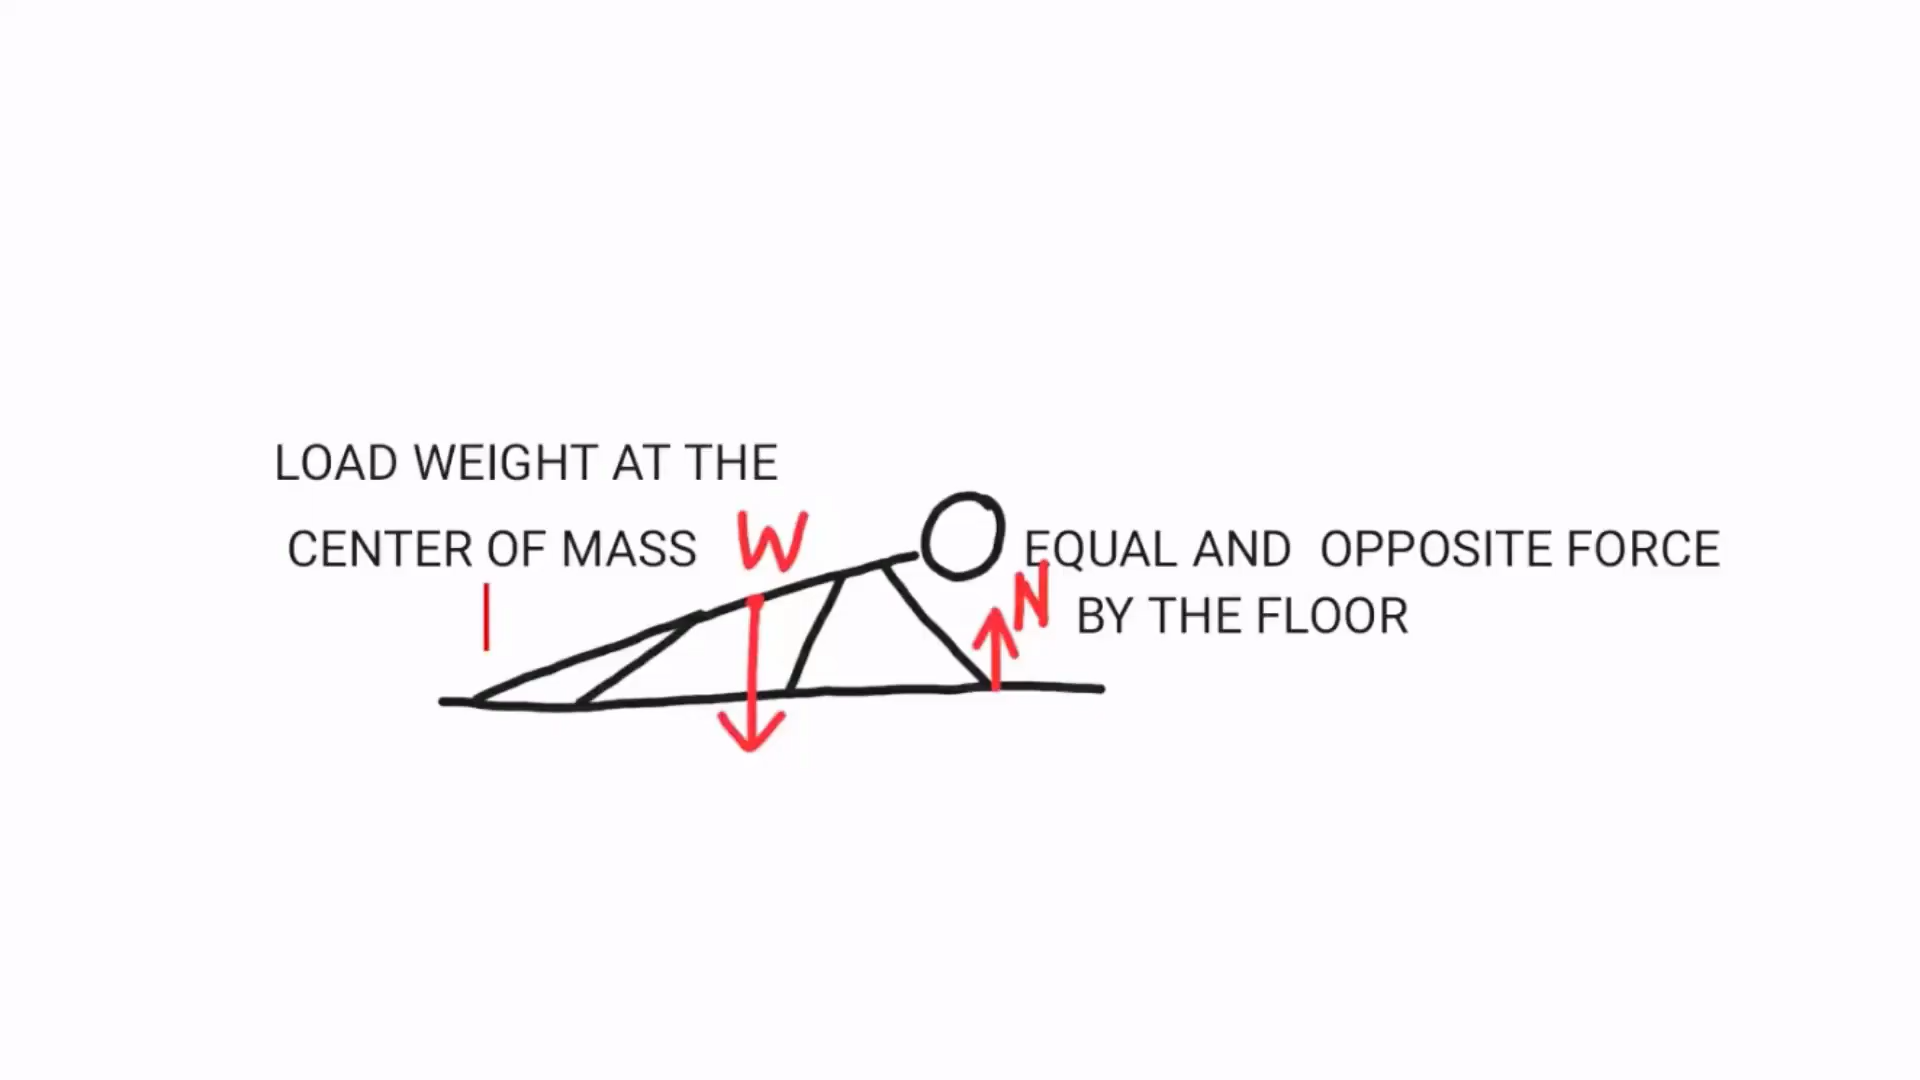 LOAD WEIGHT AT THE
CENTER OF MASS
W
EQUAL AND OPPOSITE FORCE
N
BY THE FLOOR